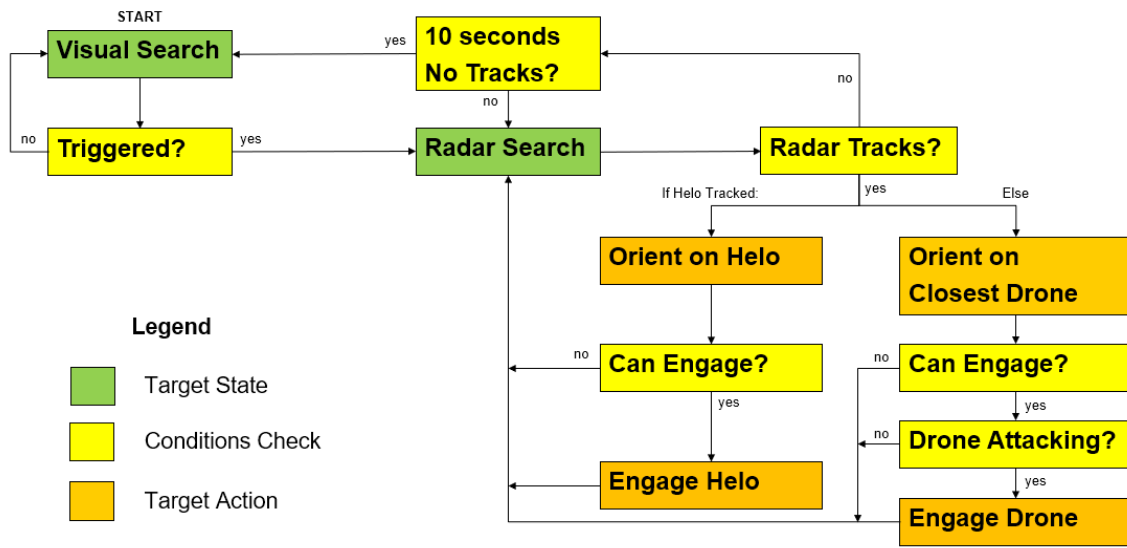 START
Visual Search
yes
10 seconds
No Tracks?
no
no
Triggered?
no
yes
Radar Search
Radar Tracks?
yes
If Helo Tracked:
Else
Orient on Helo
Orient on
Closest Drone
Legend
Target State
Conditions Check
Target Action
no
Can Engage?
yes
Engage Helo
no
Can Engage?
yes
no
Drone Attacking?
yes
Engage Drone